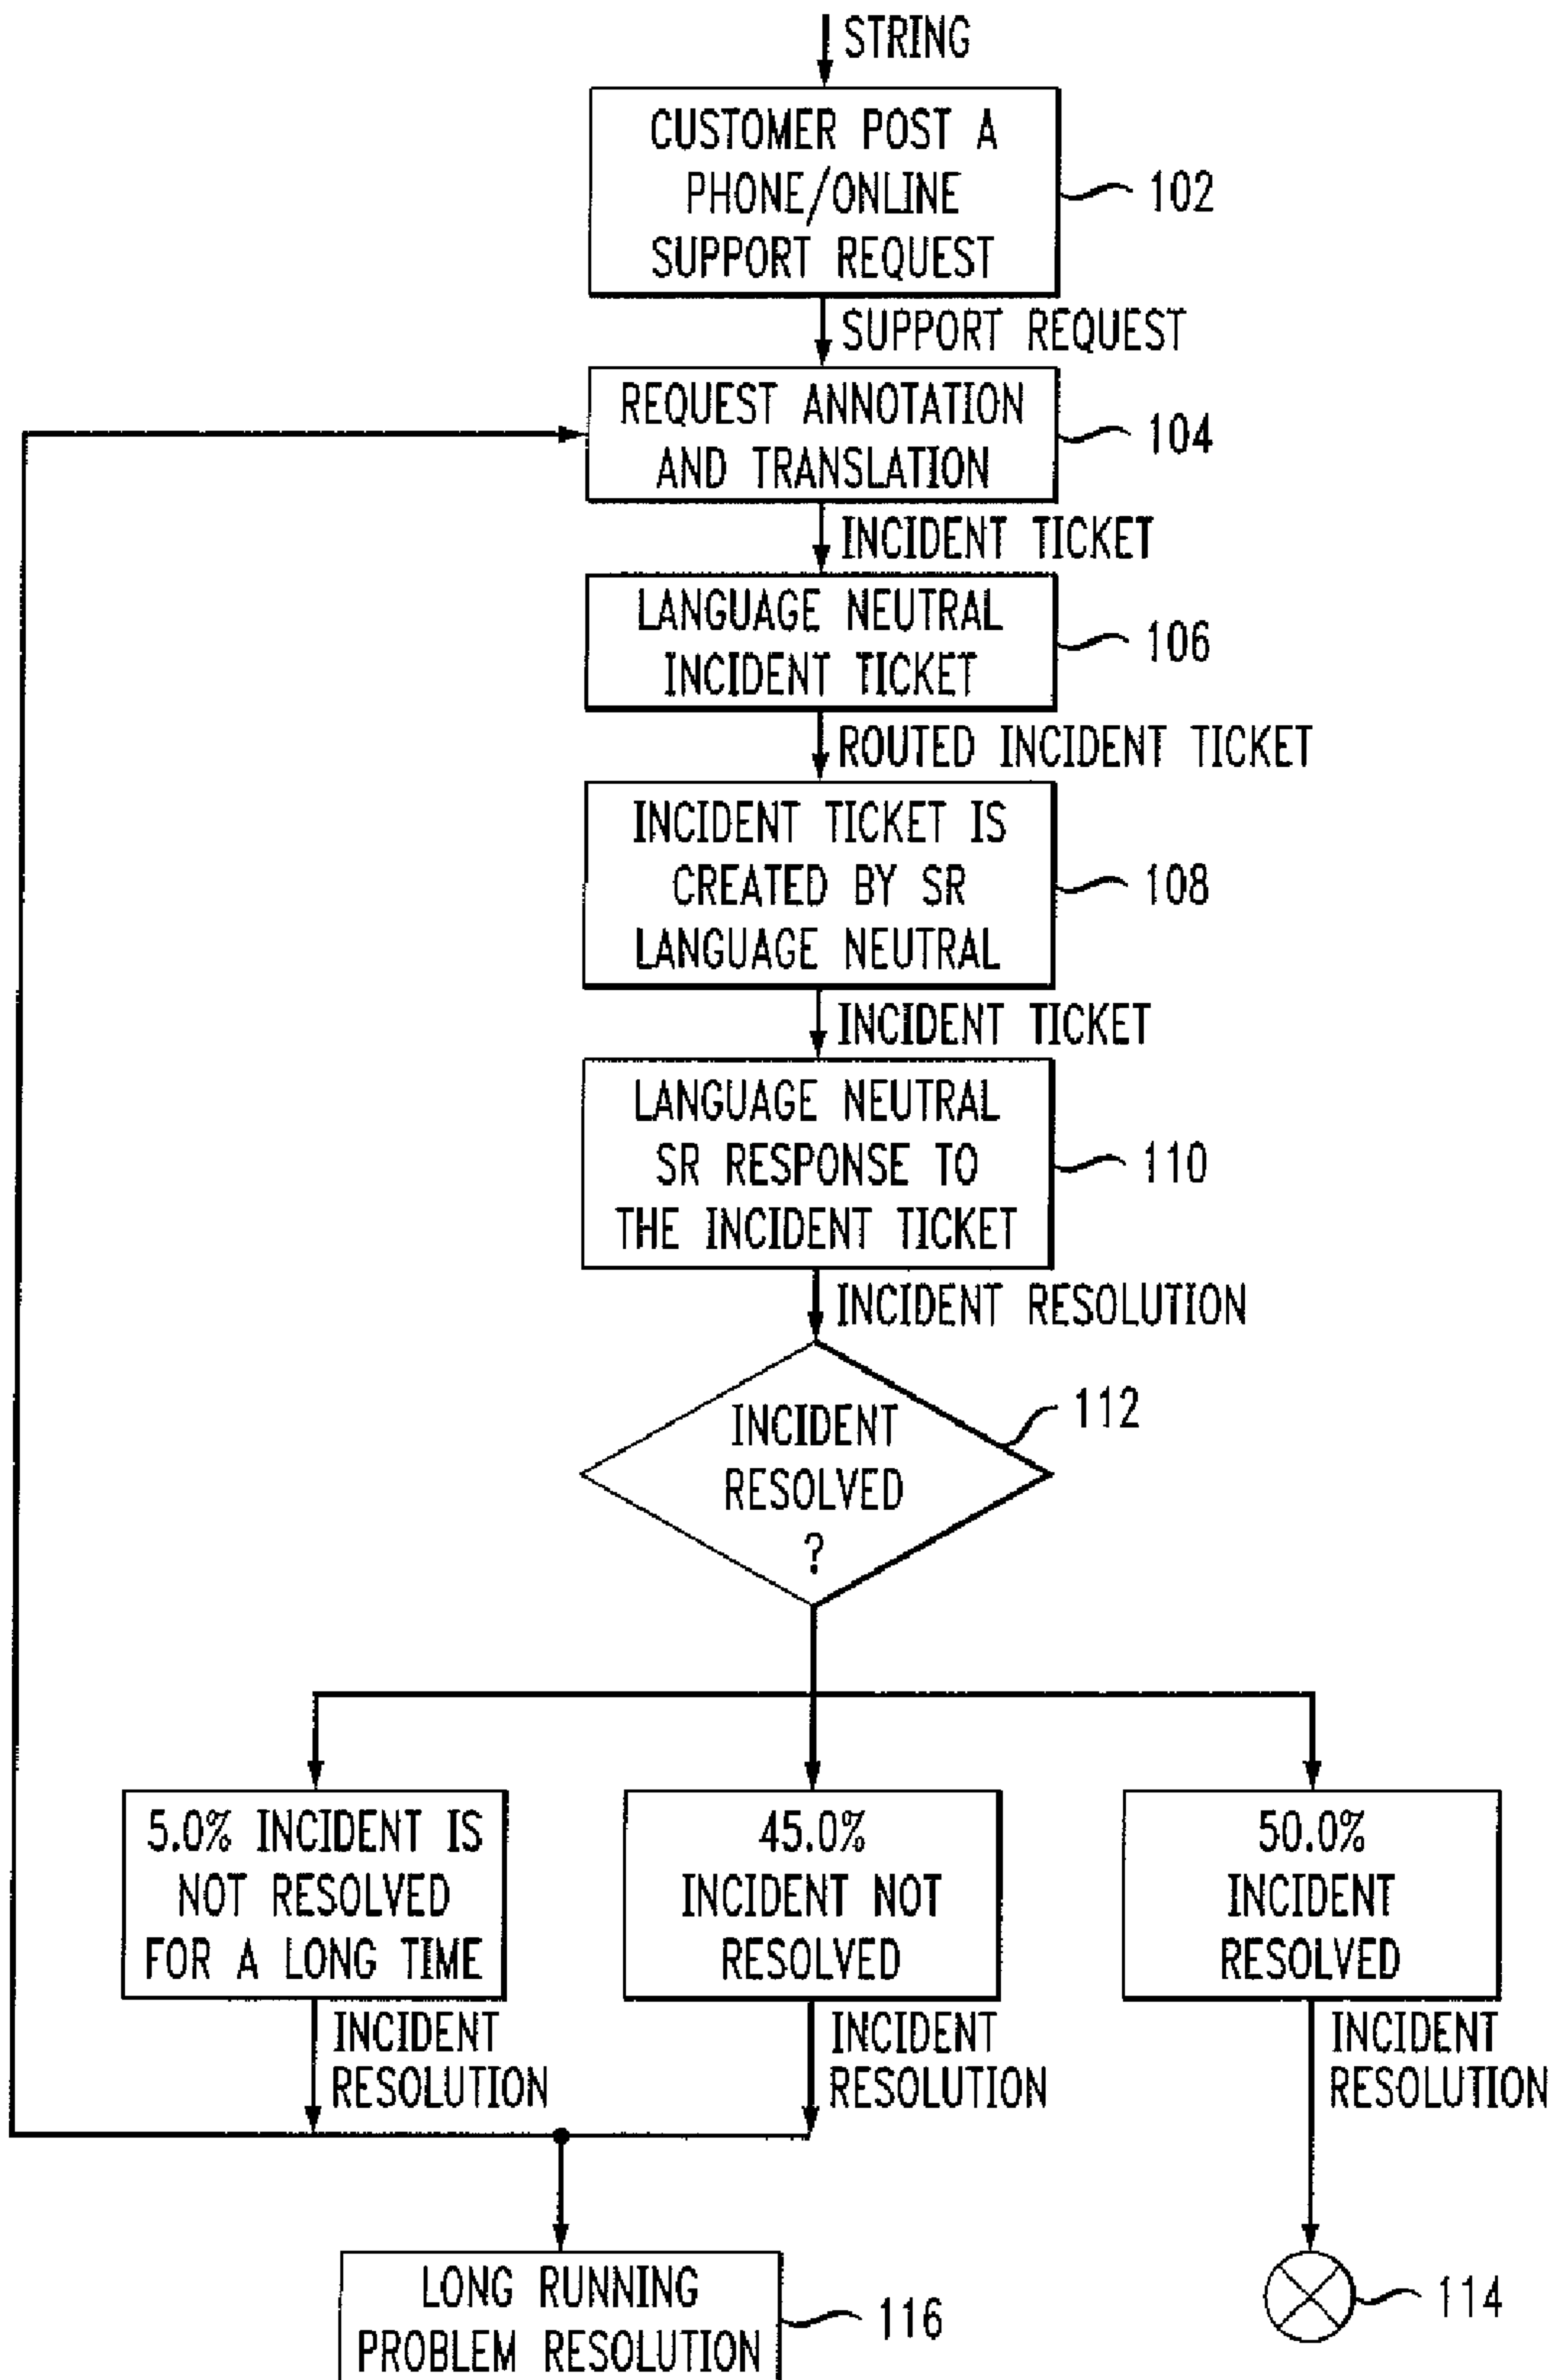 STRING
CUSTOMER POST A
PHONE/ONLINE
SUPPORT REQUEST
102
SUPPORT REQUEST
REQUEST ANNOTATION
AND TRANSLATION
104
INCIDENT TICKET
LANGUAGE NEUTRAL
INCIDENT TICKET
106
ROUTED INCIDENT TICKET
INCIDENT TICKET IS
CREATED BY SR
LANGUAGE NEUTRAL
108
INCIDENT TICKET
LANGUAGE NEUTRAL
SR RESPONSE TO
THE INCIDENT TICKET
110
INCIDENT RESOLUTION
INCIDENT
RESOLVED
?
112
5.0% INCIDENT IS
NOT RESOLVED
FOR A LONG TIME
45.0%
INCIDENT NOT
RESOLVED
50.0%
INCIDENT
RESOLVED
INCIDENT
RESOLUTION
INCIDENT
RESOLUTION
INCIDENT
RESOLUTION
LONG RUNNING
PROBLEM RESOLUTION
116
114